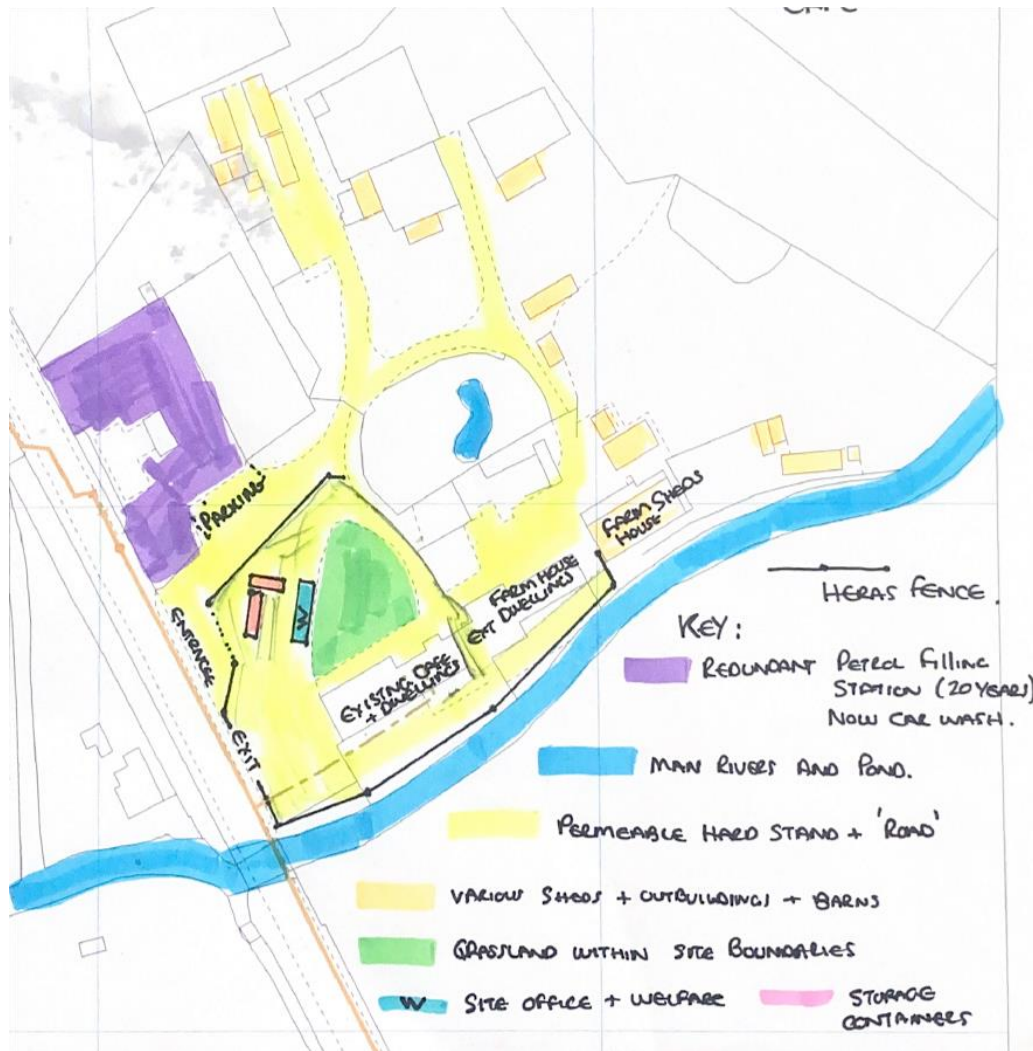 PARKING
ENTRANCE
EXIT
W
EXISTING CAFE
+ DWELLINGS
FARM HOUSE
EXT DWELLINGS
FARM SHEDS
HOUSE
HERAS FENCE.
KEY:
REDUNDANT PETROL FILLING
STATION (20 YEARS)
NOW CAR WASH.
MAN RIVERS AND POND.
PERMEABLE HARD STAND + 'ROAD'
VARIOUS SHEDS + OUTBUILDINGS + BARNS
GRASSLAND WITHIN SITE BOUNDARIES
W SITE OFFICE + WELFARE
STORAGE
CONTAINERS